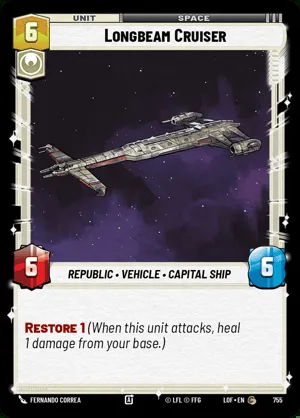 UNIT SPACE
6 LONGBEAM CRUISER
6 6
REPUBLIC • VEHICLE • CAPITAL SHIP
RESTORE 1 (When this unit attacks, heal
1 damage from your base.)
FERNANDO CORREA © LFL © FFG LOF • EN C 755